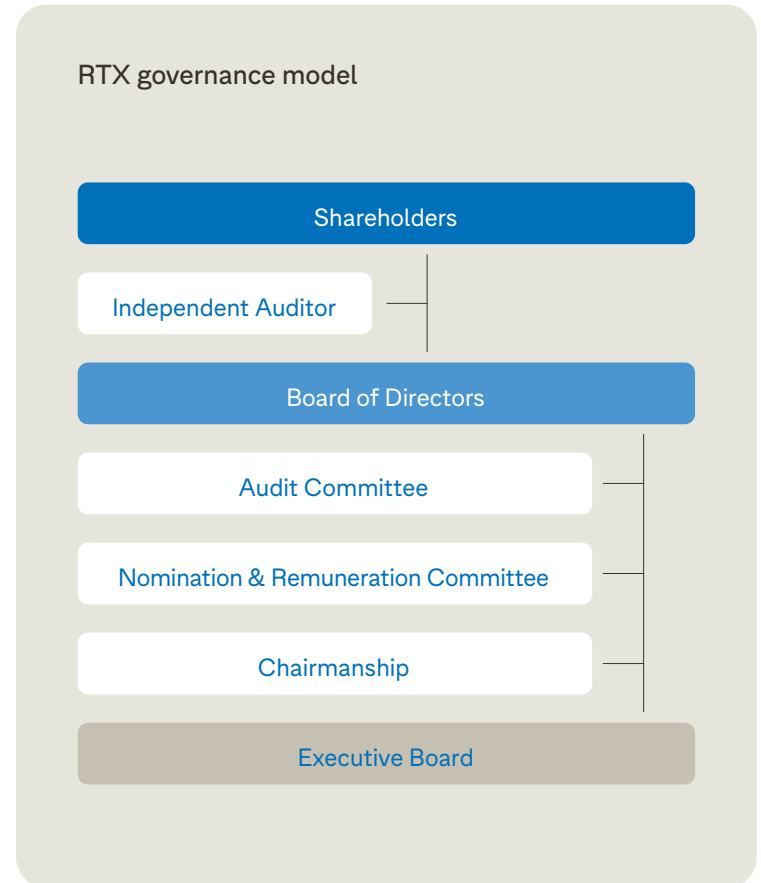 RTX governance model
Shareholders
Independent Auditor
Board of Directors
Audit Committee
Nomination & Remuneration Committee
Chairmanship
Executive Board